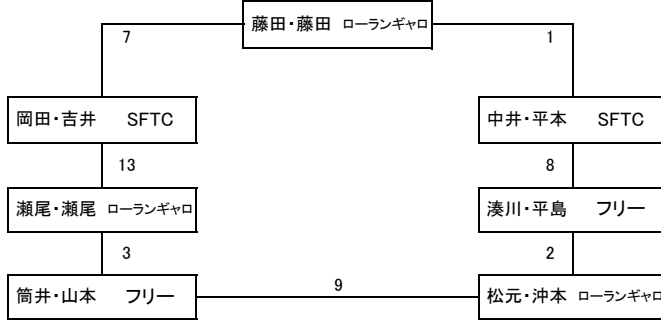 藤田・藤田 ローランギャロ
7
1
岡田・吉井 SFTC
中井・平本 SFTC
13
8
瀬尾・瀬尾 ローランギャロ
湊川・平島 フリー
3
2
筒井・山本 フリー
9
松元・沖本 ローランギャロ